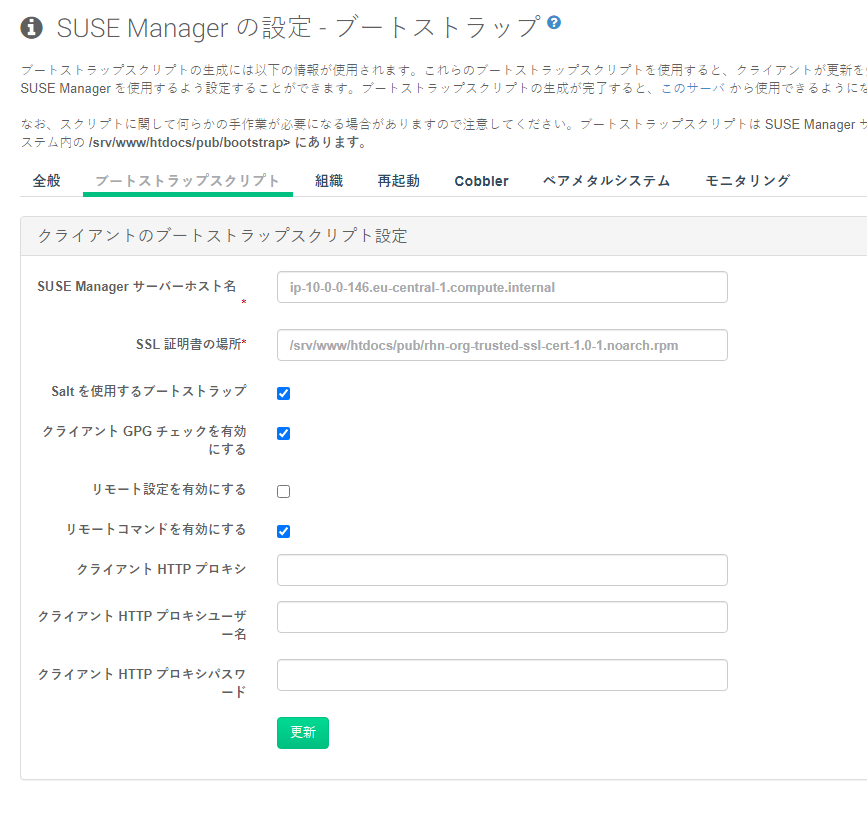 SUSE Manager の設定 - ブートストラップ
ブートストラップスクリプトの生成には以下の情報が使用されます。これらのブートストラップスクリプトを使用すると、クライアントが更新を
SUSE Manager を使用するよう設定することができます。ブートストラップスクリプトの生成が完了すると、このサーバ から使用できるようにな
なお、スクリプトに関して何らかの手作業が必要になる場合がありますので注意してください。ブートストラップスクリプトは SUSE Manager サ
ステム内の /srv/www/htdocs/pub/bootstrap> にあります。
全般 ブートストラップスクリプト 組織 再起動 Cobbler ベアメタルシステム モニタリング
クライアントのブートストラップスクリプト設定
SUSE Manager サーバーホスト名
*
ip-10-0-0-146.eu-central-1.compute.internal
SSL 証明書の場所* /srv/www/htdocs/pub/rhn-org-trusted-ssl-cert-1.0-1.noarch.rpm
Salt を使用するブートストラップ
クライアント GPG チェックを有効
にする
リモート設定を有効にする
リモートコマンドを有効にする
クライアント HTTP プロキシ
クライアント HTTP プロキシユーザ
ー名
クライアント HTTP プロキシパスワ
ード
更新